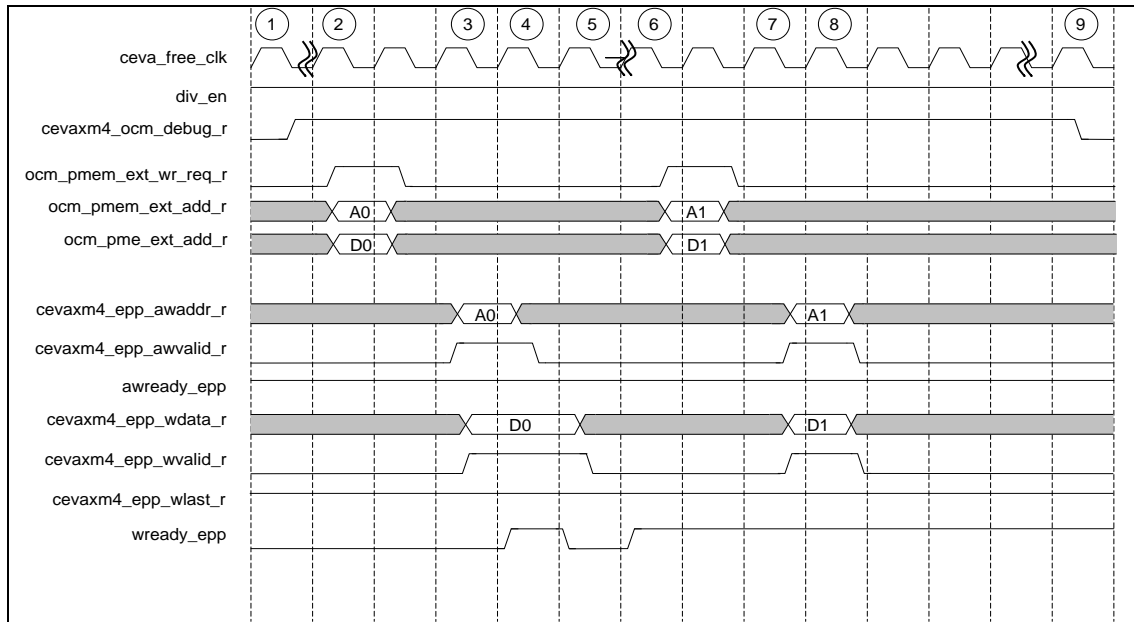 1 2 3 4 5 6 7 8 9
ceva_free_clk
div_en
cevaxm4_ocm_debug_r
ocm_pmem_ext_wr_req_r
ocm_pmem_ext_add_r A0 A1
ocm_pme_ext_add_r D0 D1
cevaxm4_epp_awaddr_r A0 A1
cevaxm4_epp_awvalid_r
awready_epp
cevaxm4_epp_wdata_r D0 D1
cevaxm4_epp_wvalid_r
cevaxm4_epp_wlast_r
wready_epp